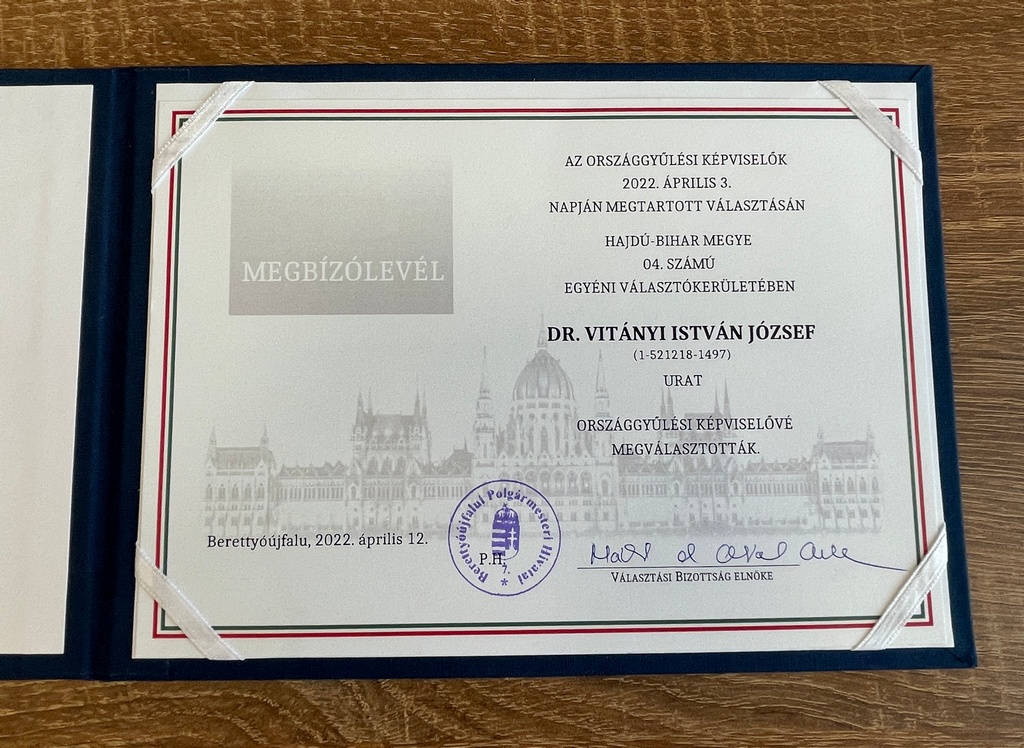 MEGBÍZÓLEVÉL
AZ ORSZÁGGYŰLÉSI KÉPVISELŐK
2022. ÁPRILIS 3.
NAPJÁN MEGTARTOTT VÁLASZTÁSÁN
HAJDÚ-BIHAR MEGYE
04. SZÁMÚ
EGYÉNI VÁLASZTÓKERÜLETÉBEN
DR. VITÁNYI ISTVÁN JÓZSEF
(1-521218-1497)
URAT
ORSZÁGGYŰLÉSI KÉPVISELŐVÉ
MEGVÁLASZTOTTÁK.
Berettyóújfalu, 2022. április 12.
P.H.
Berettyóújfalui Polgármesteri Hivatal
7.
VÁLASZTÁSI BIZOTTSÁG ELNÖKE